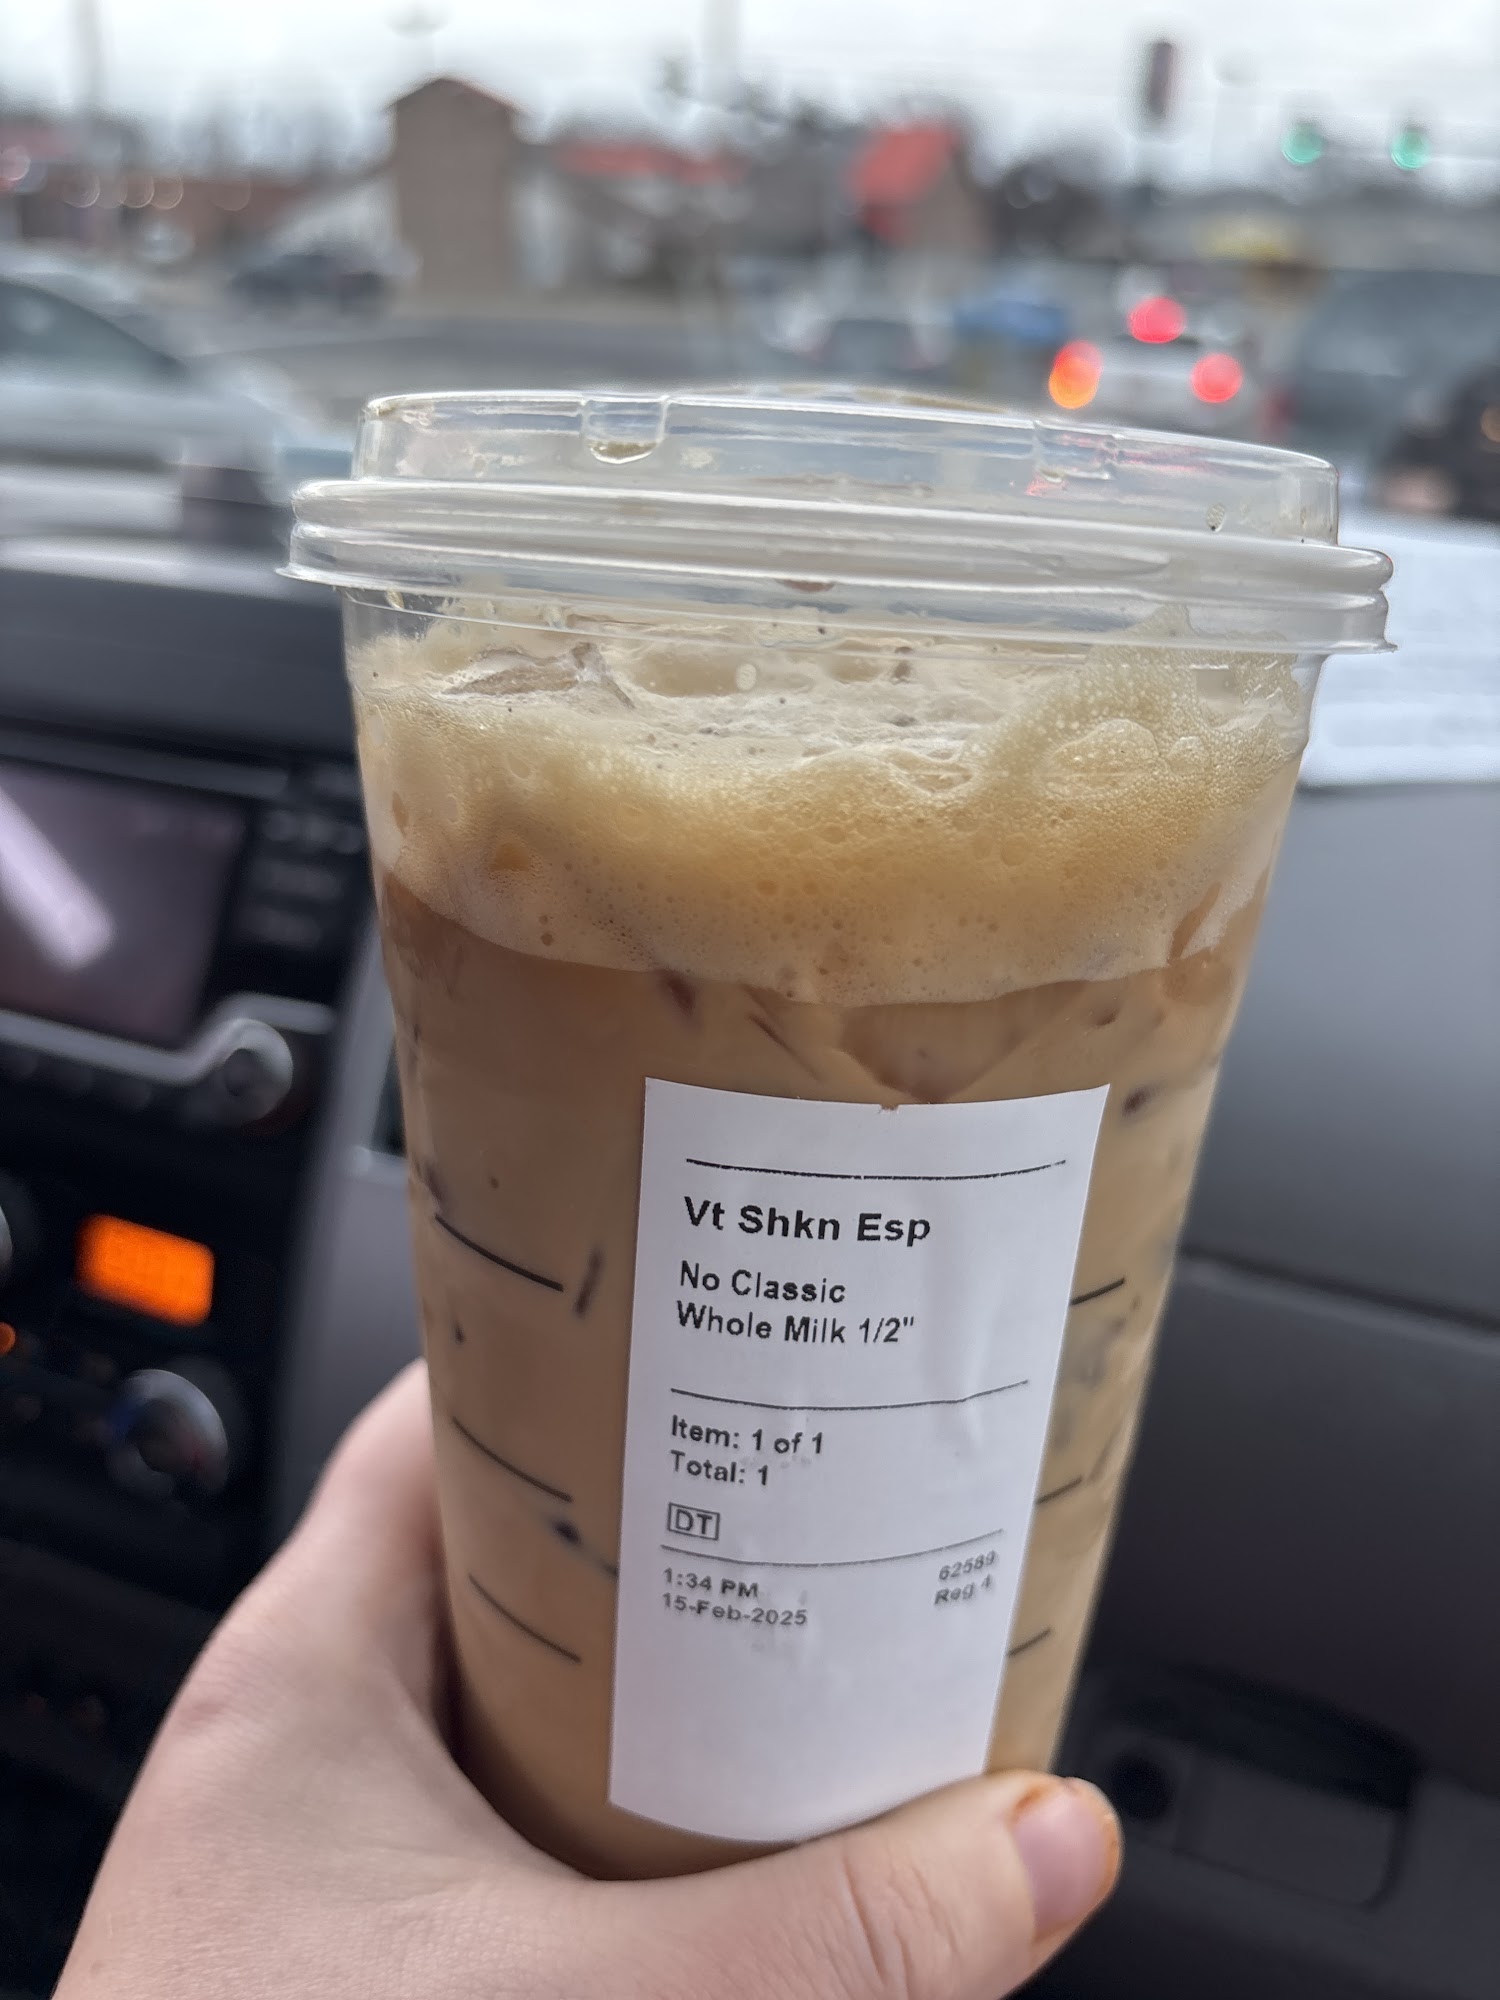 Vt Shkn Esp
No Classic
Whole Milk 1/2"
Item: 1 of 1
Total: 1
DT
1:34 PM
62589
15-Feb-2025
Reg 4